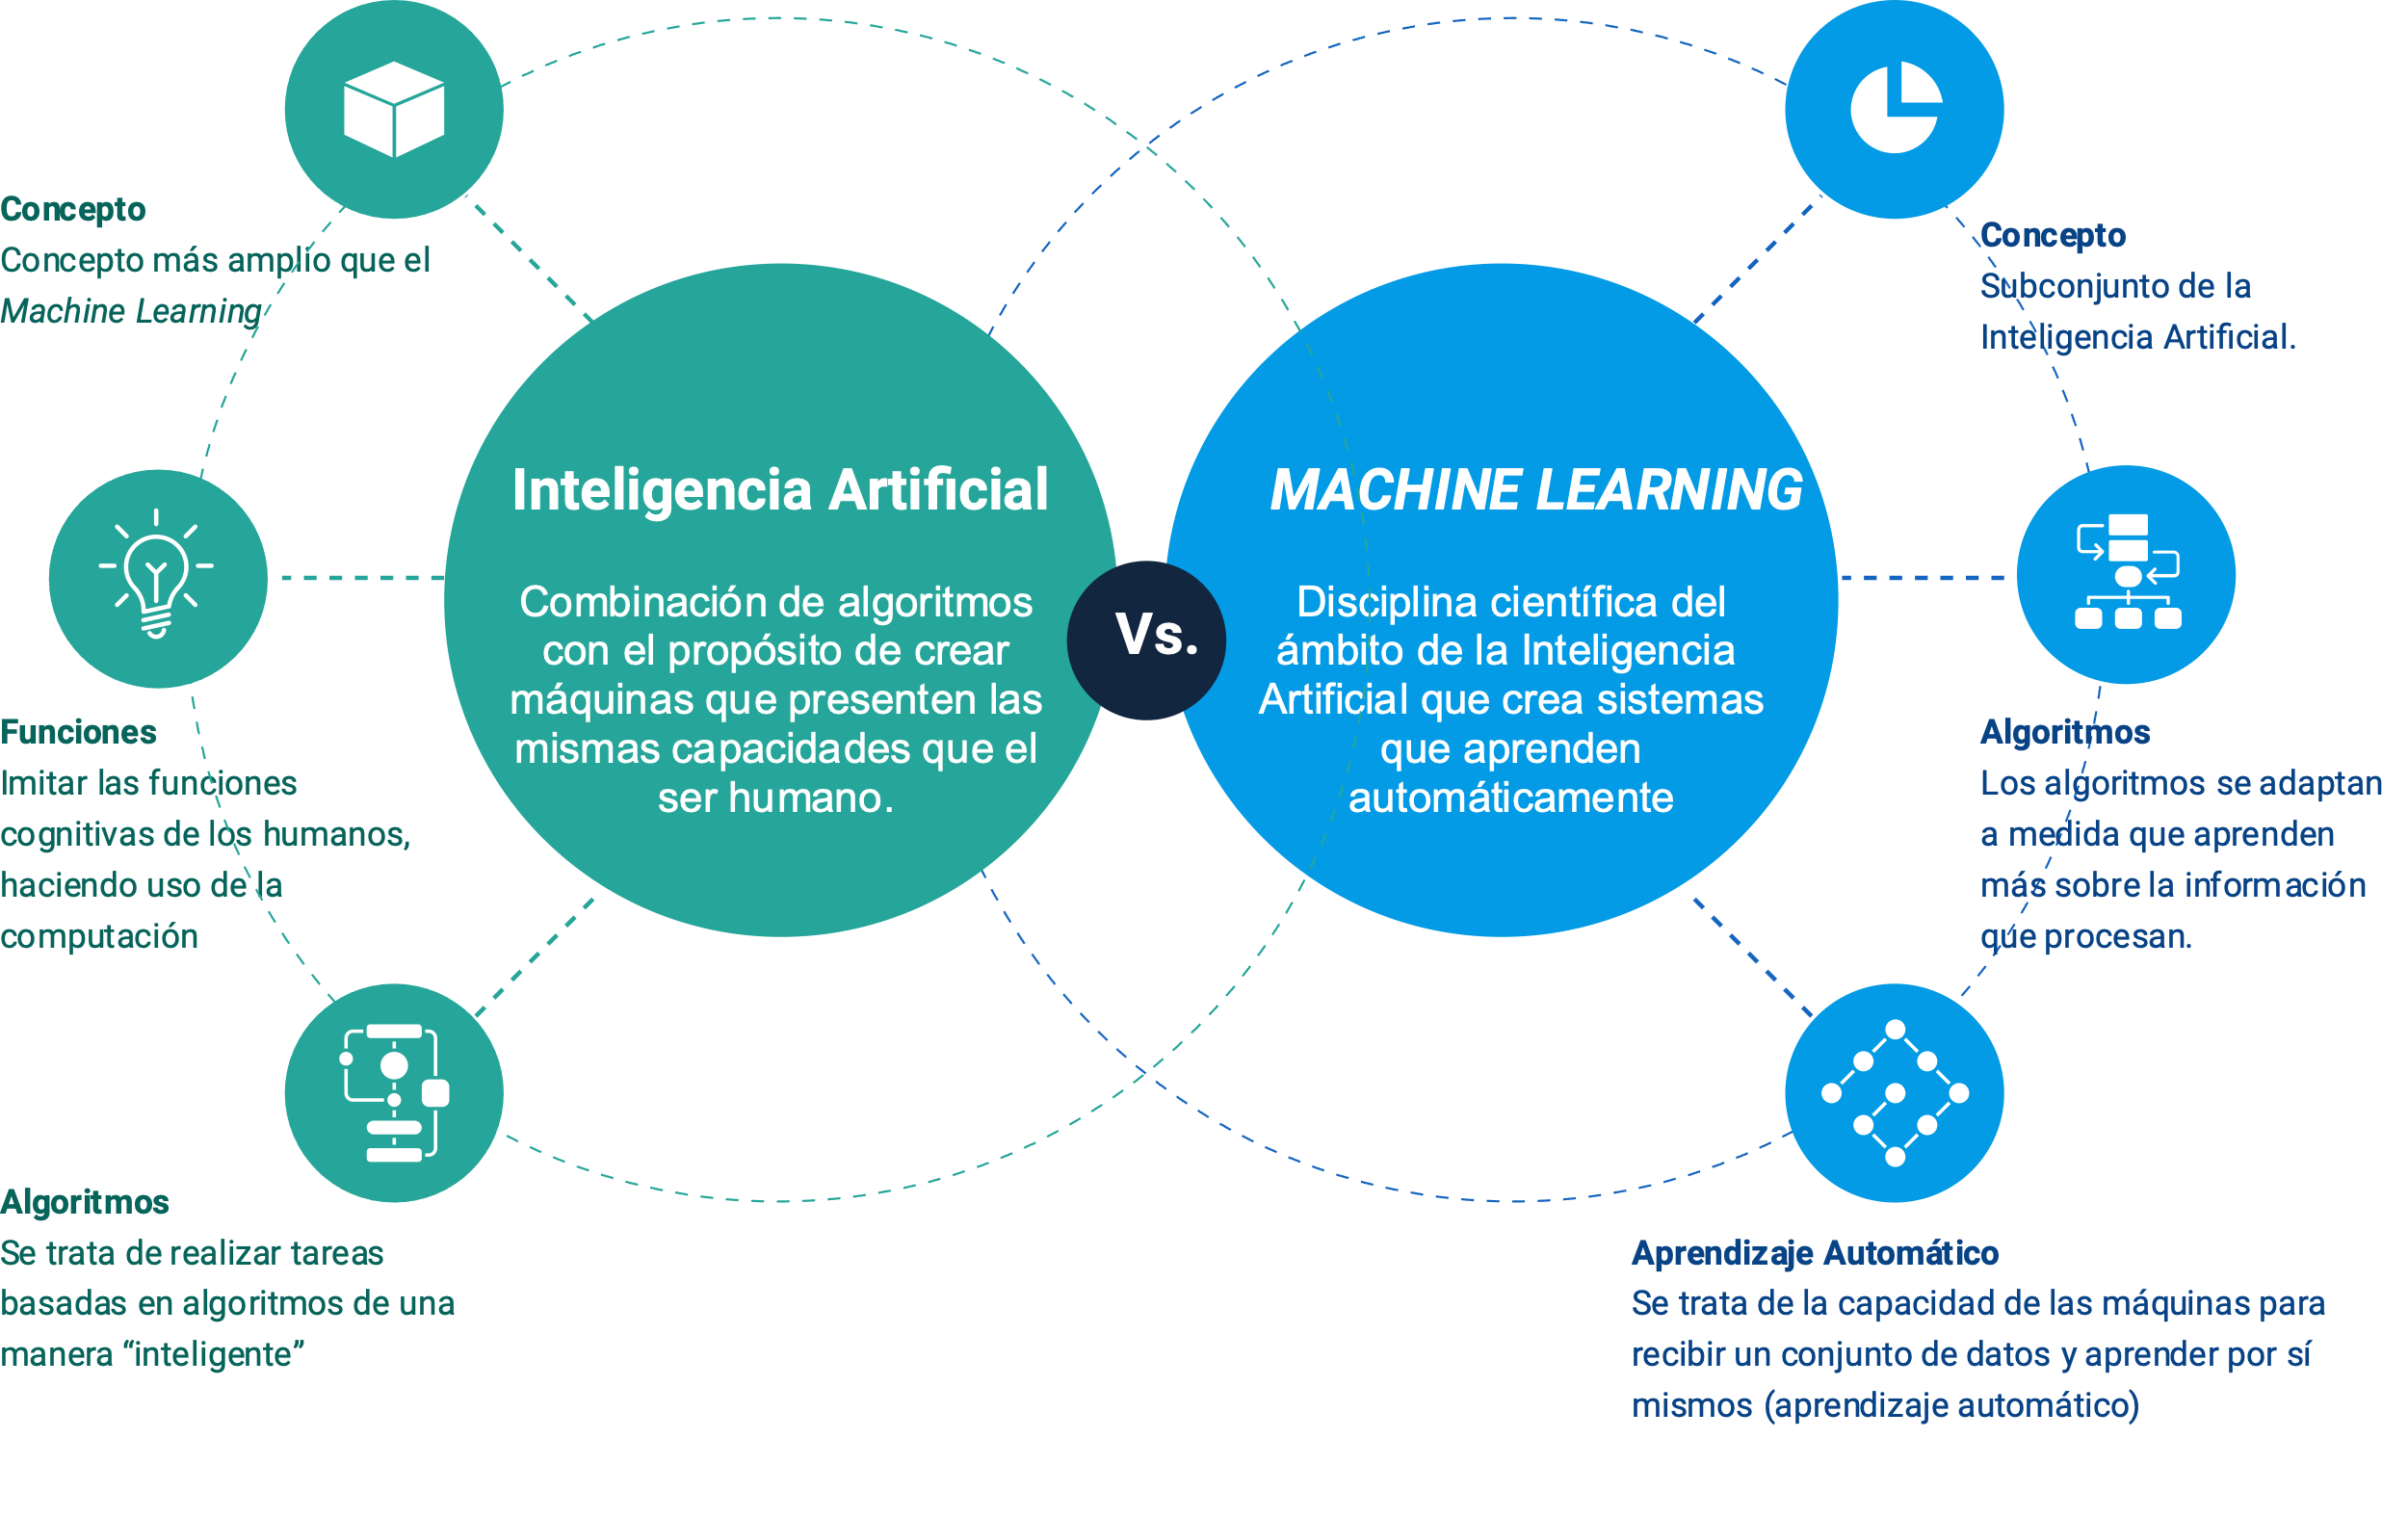 Concepto
Concepto más amplio que el
Machine Learning
Funciones
Imitar las funciones
cognitivas de los humanos,
haciendo uso de la
computación
Algoritmos
Se trata de realizar tareas
basadas en algoritmos de una
manera “inteligente”
Inteligencia Artificial
Combinación de algoritmos
con el propósito de crear
máquinas que presenten las
mismas capacidades que el
ser humano.
Vs.
MACHINE LEARNING
Disciplina científica del
ámbito de la Inteligencia
Artificial que crea sistemas
que aprenden
automáticamente
Concepto
Subconjunto de la
Inteligencia Artificial.
Algoritmos
Los algoritmos se adaptan
a medida que aprenden
más sobre la información
que procesan.
Aprendizaje Automático
Se trata de la capacidad de las máquinas para
recibir un conjunto de datos y aprender por sí
mismos (aprendizaje automático)